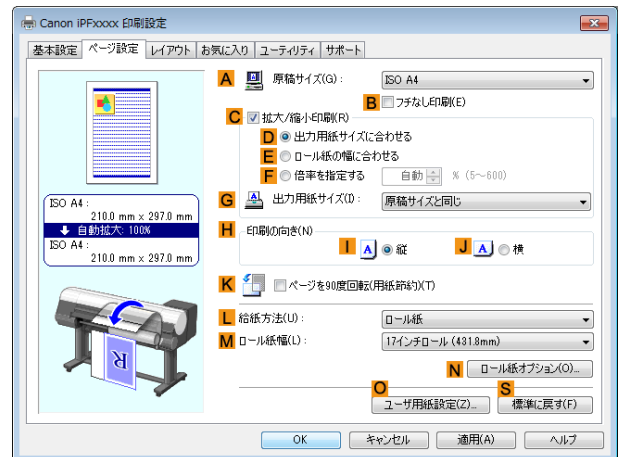 Canon iPFxxxx 印刷設定
基本設定 ページ設定 レイアウト お気に入り ユーティリティ サポート
A 原稿サイズ(G): ISO A4
B フチなし印刷(E)
C 拡大/縮小印刷(R)
D 出力用紙サイズに合わせる
E ロール紙の幅に合わせる
F 倍率を指定する 自動 % (5~600)
G 出力用紙サイズ(I): 原稿サイズと同じ
ISO A4 :
210.0 mm x 297.0 mm
自動拡大: 100%
ISO A4 :
210.0 mm x 297.0 mm
H 印刷の向き(N)
I A 縦 J A 横
K ページを90度回転(用紙節約)(T)
L 給紙方法(U): ロール紙
M ロール紙幅(L): 17インチロール (431.8mm)
R
N ロール紙オプション(O)...
O S
ユーザ用紙設定(Z)... 標準に戻す(F)
OK キャンセル 適用(A) ヘルプ